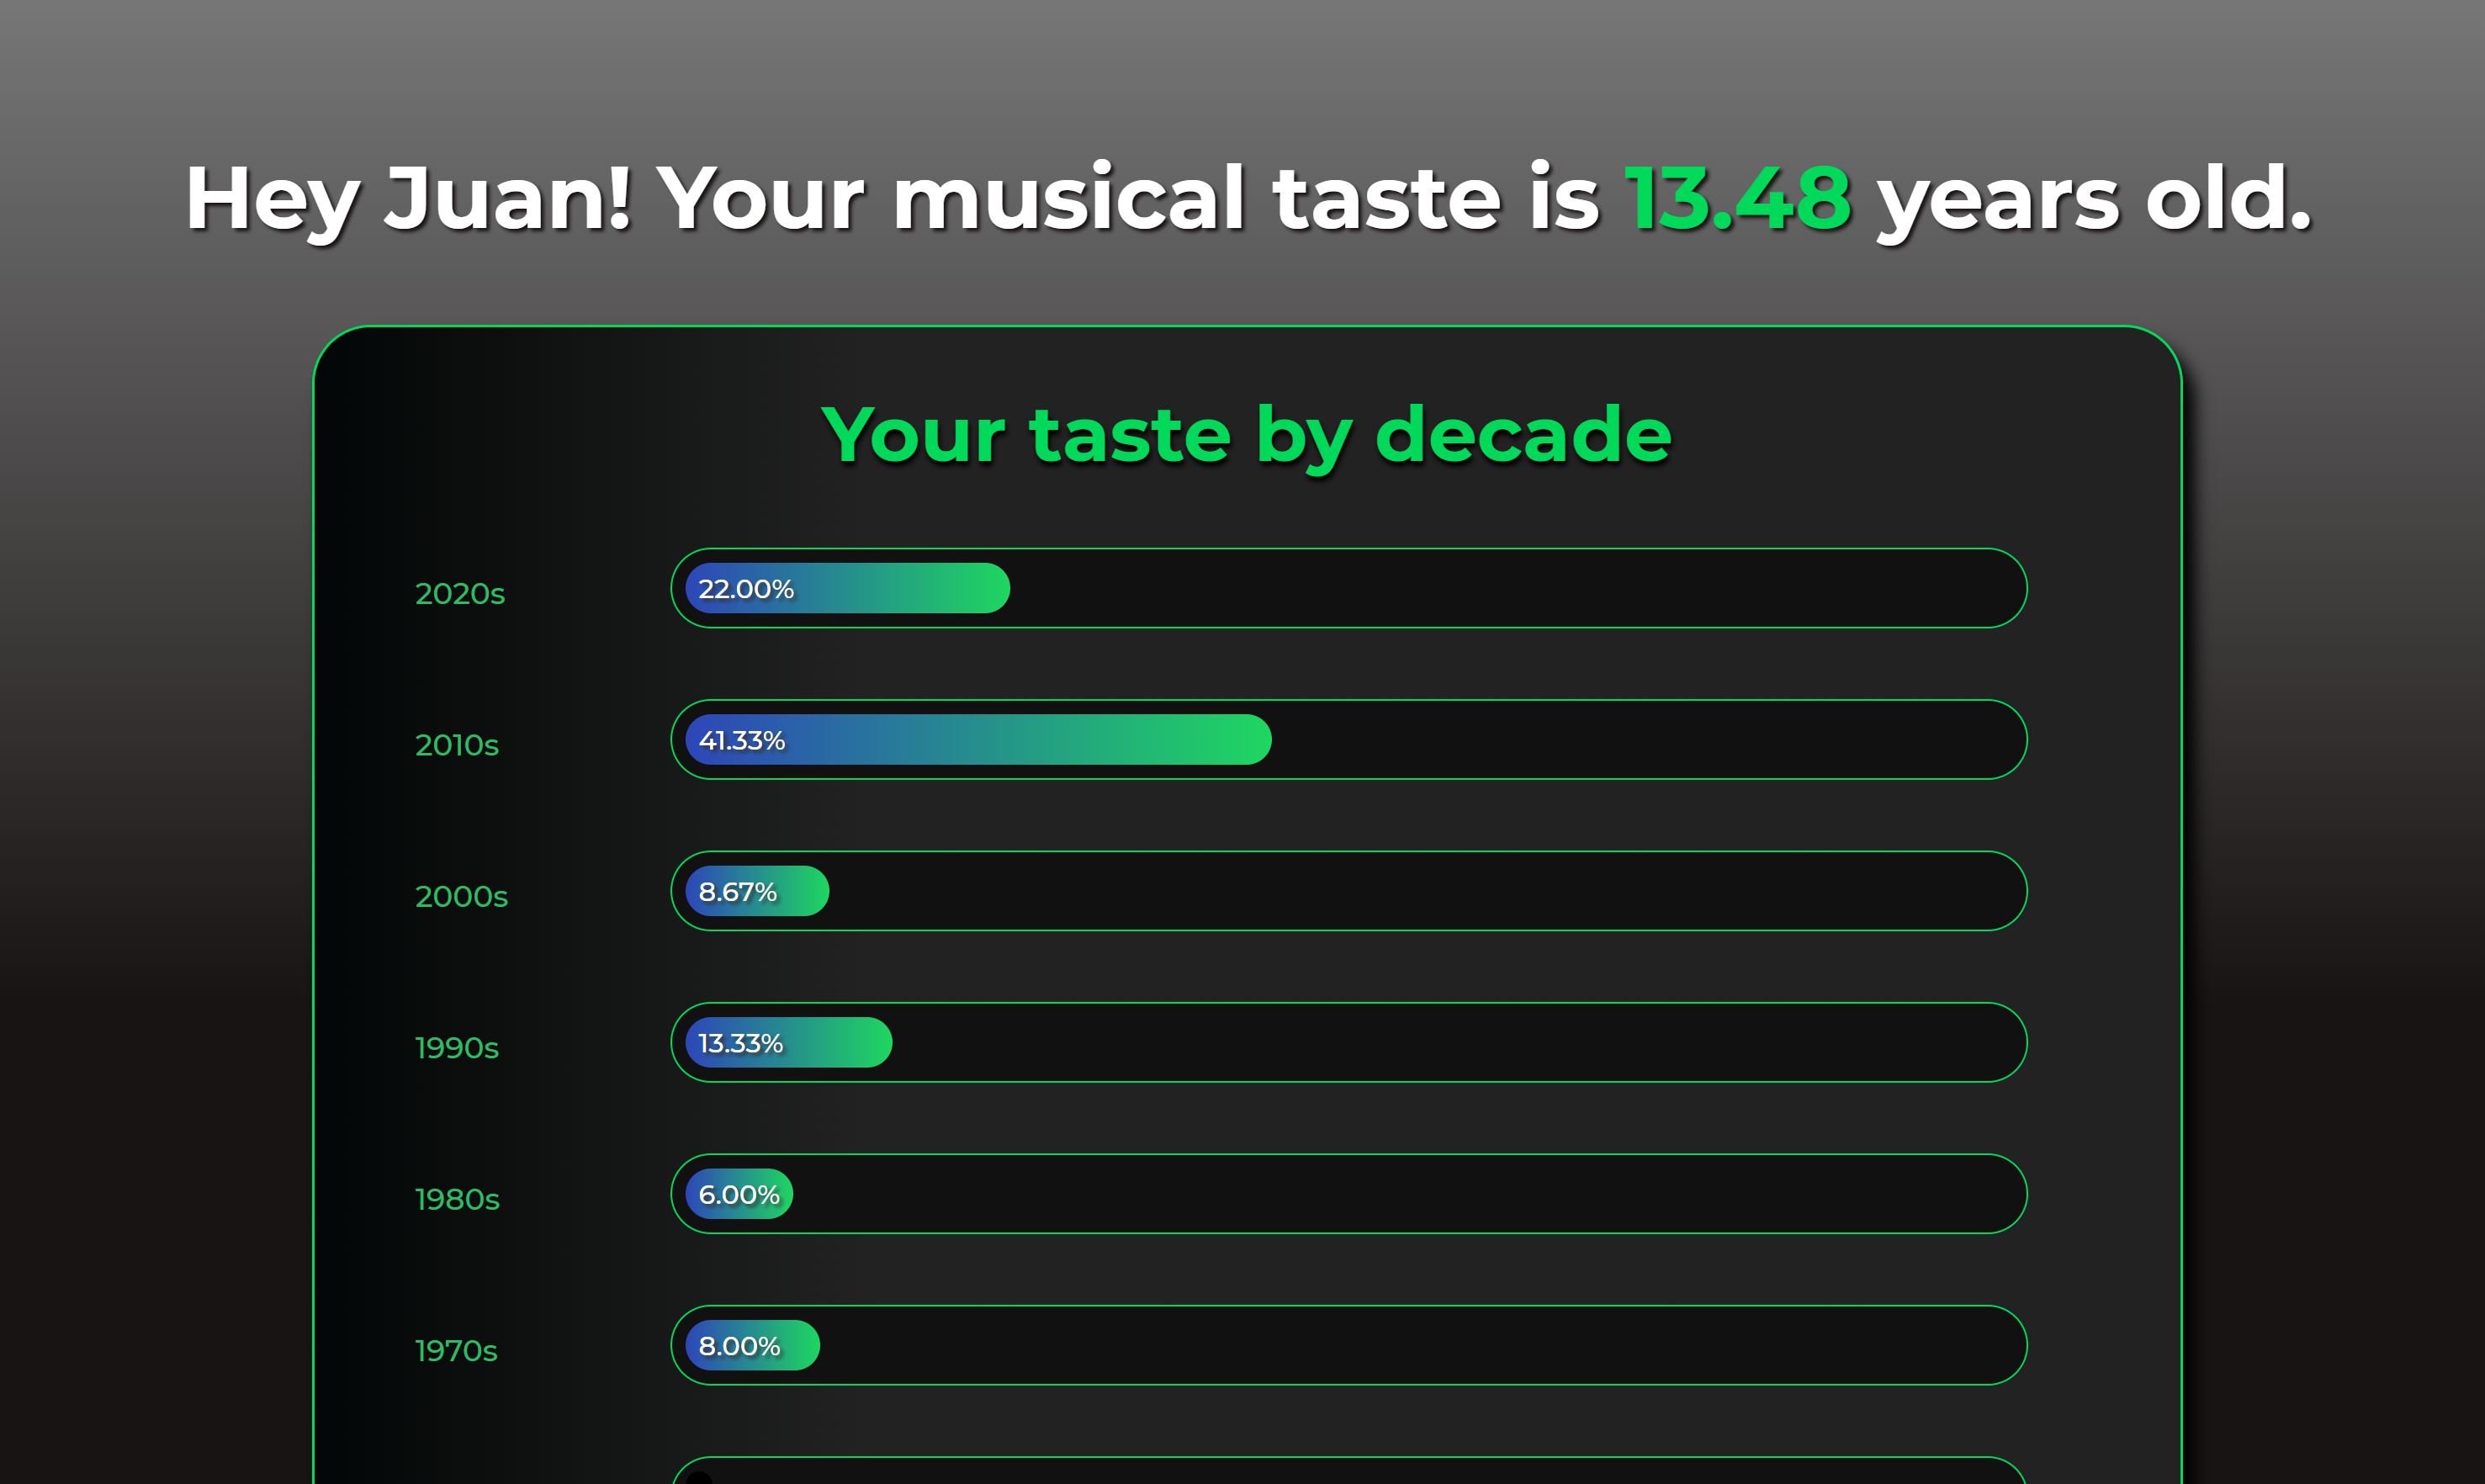 Hey Juan! Your musical taste is 13.48 years old.
Your taste by decade
2020s 22.00%
2010s 41.33%
2000s 8.67%
1990s 13.33%
1980s 6.00%
1970s 8.00%